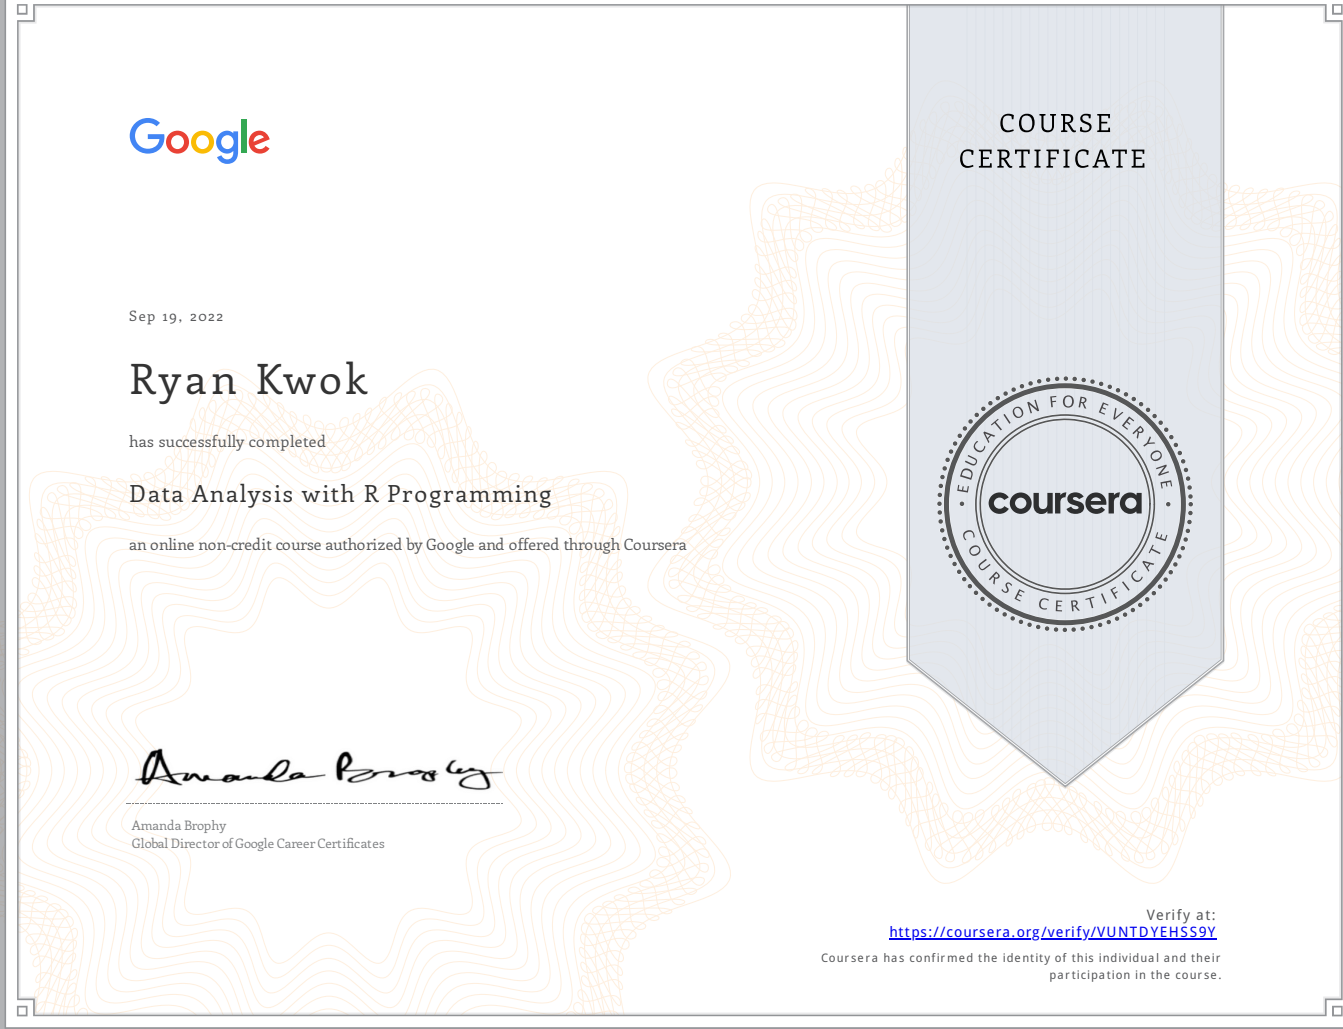 Google
COURSE
CERTIFICATE
Sep 19, 2022
Ryan Kwok
has successfully completed
Data Analysis with R Programming
an online non-credit course authorized by Google and offered through Coursera
EDUCATION FOR EVERYONE
coursera
COURSE CERTIFICATE
Amanda Brophy
Amanda Brophy
Global Director of Google Career Certificates
Verify at:
https://coursera.org/verify/VUNTDYEHSS9Y
Coursera has confirmed the identity of this individual and their
participation in the course.